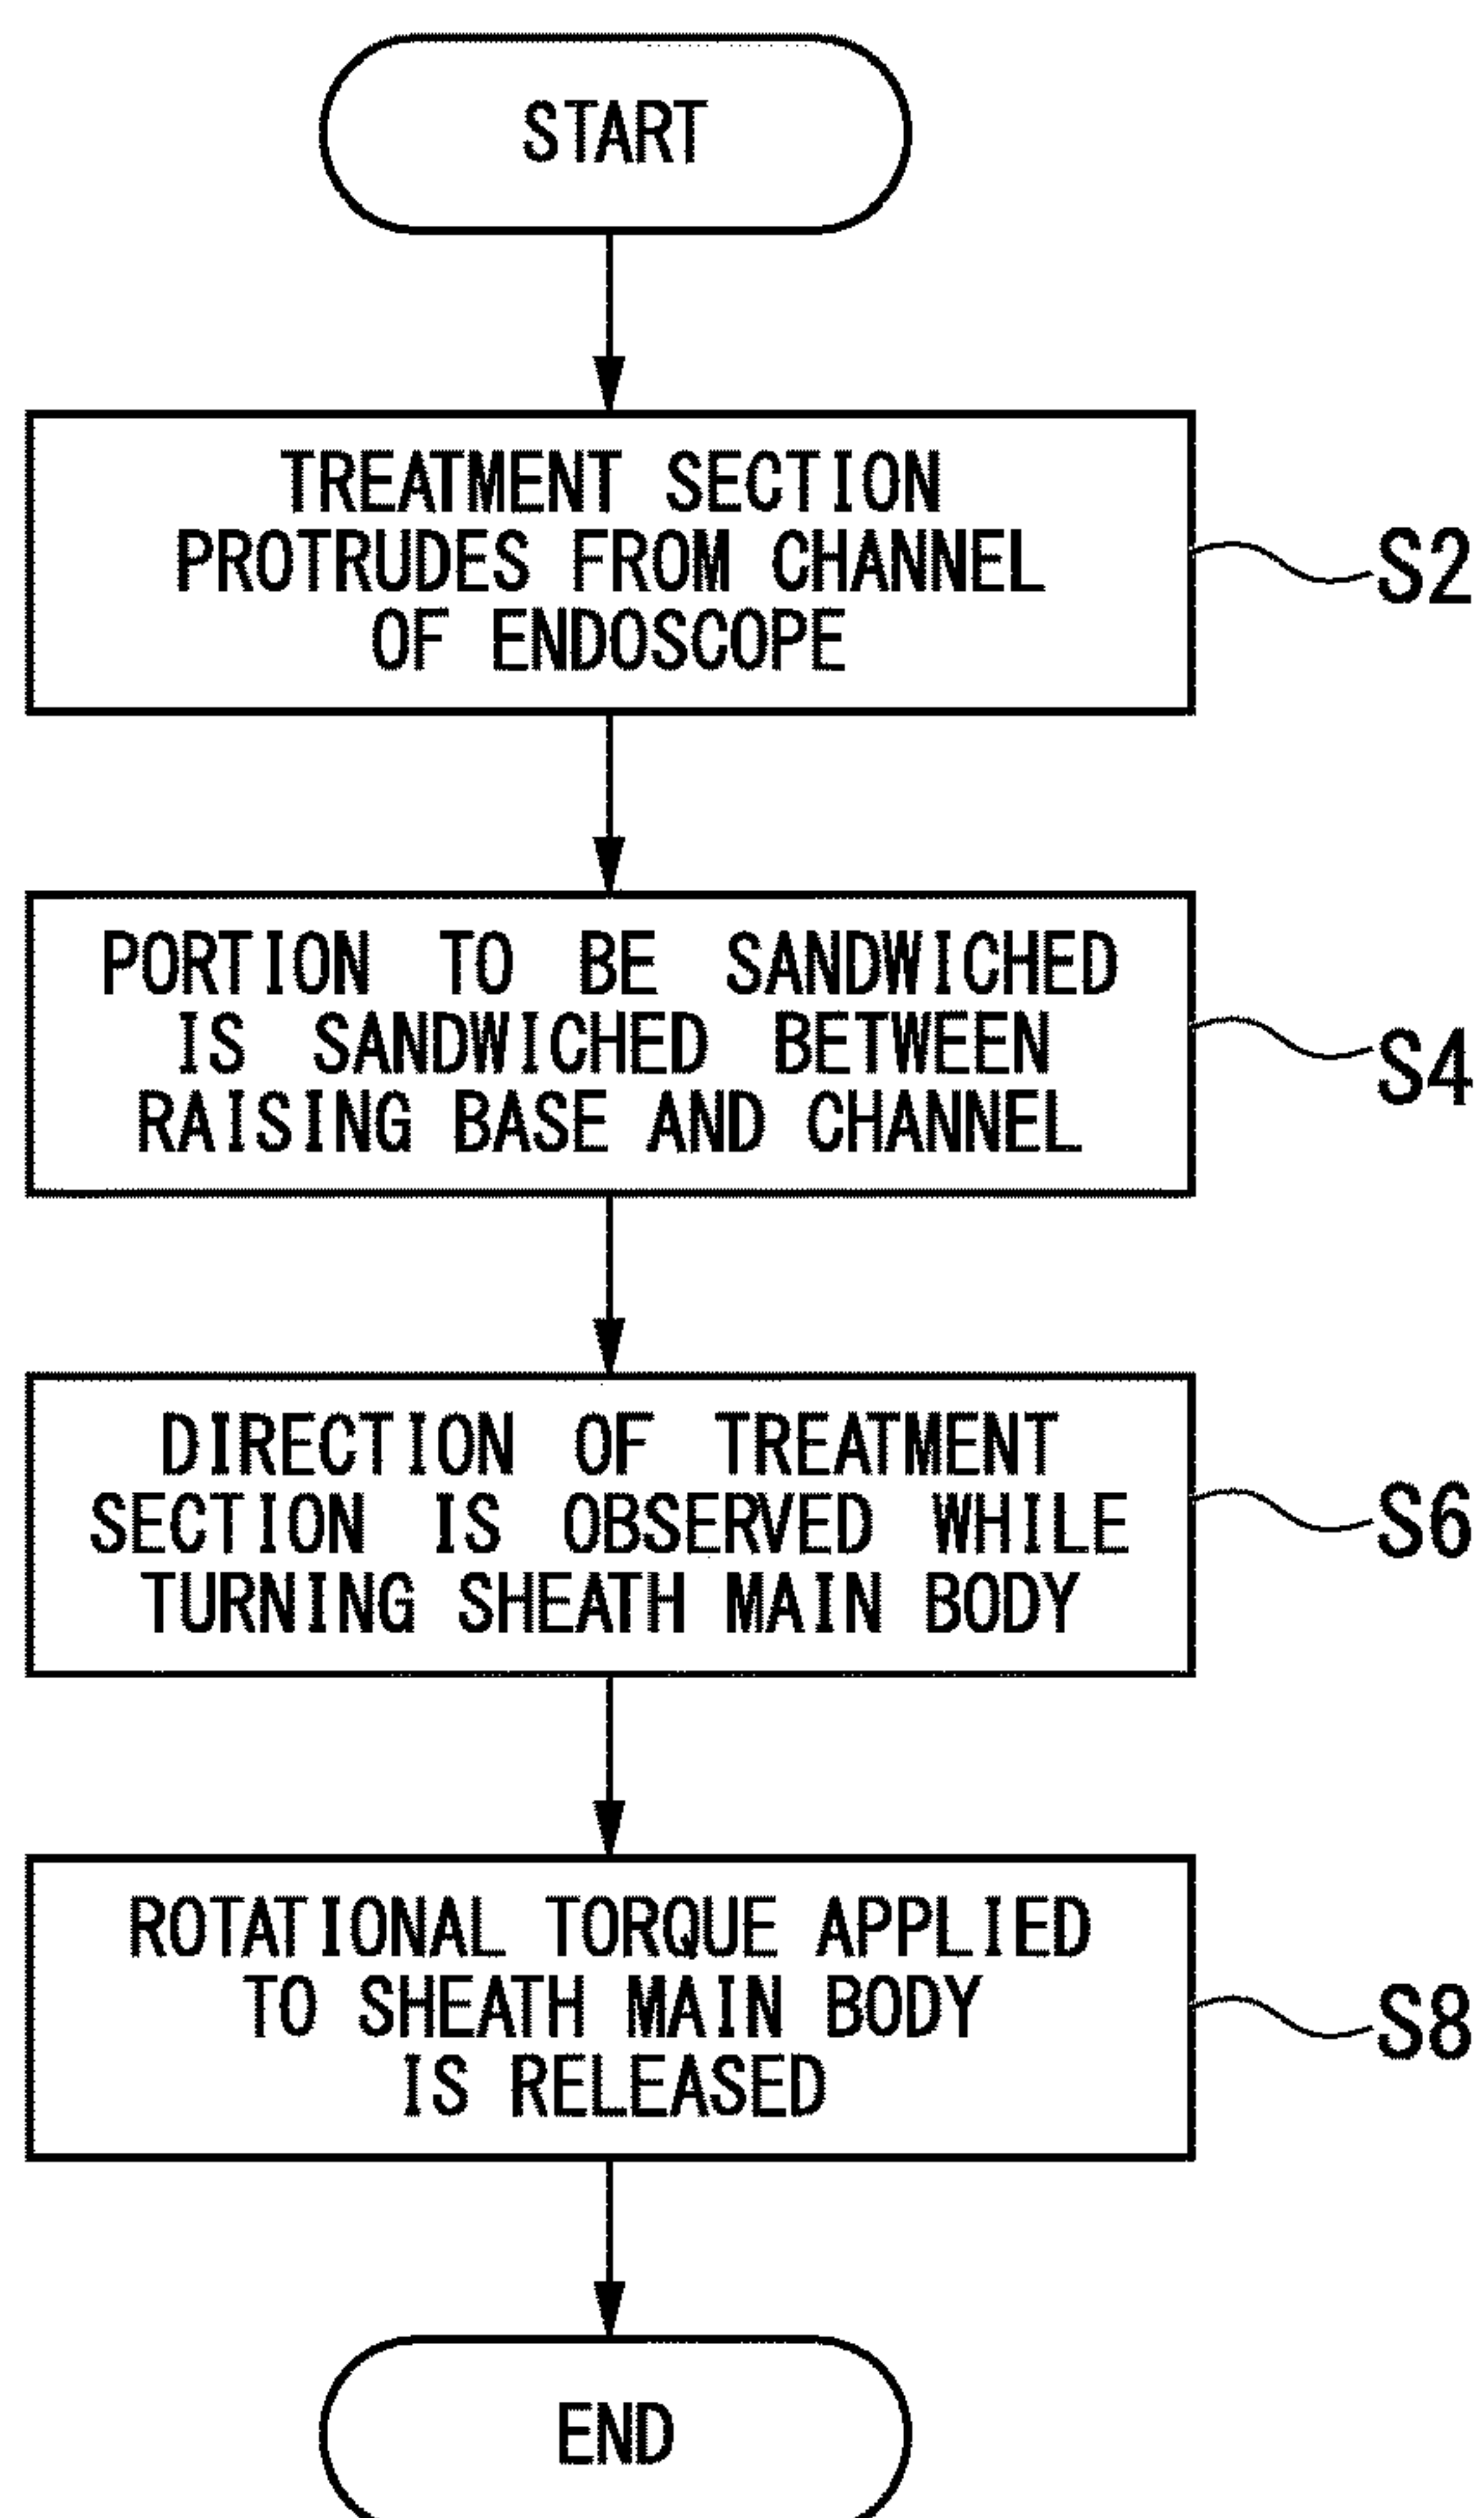 START
TREATMENT SECTION
PROTRUDES FROM CHANNEL
OF ENDOSCOPE
S2
PORTION TO BE SANDWICHED
IS SANDWICHED BETWEEN
RAISING BASE AND CHANNEL
S4
DIRECTION OF TREATMENT
SECTION IS OBSERVED WHILE
TURNING SHEATH MAIN BODY
S6
ROTATIONAL TORQUE APPLIED
TO SHEATH MAIN BODY
IS RELEASED
S8
END